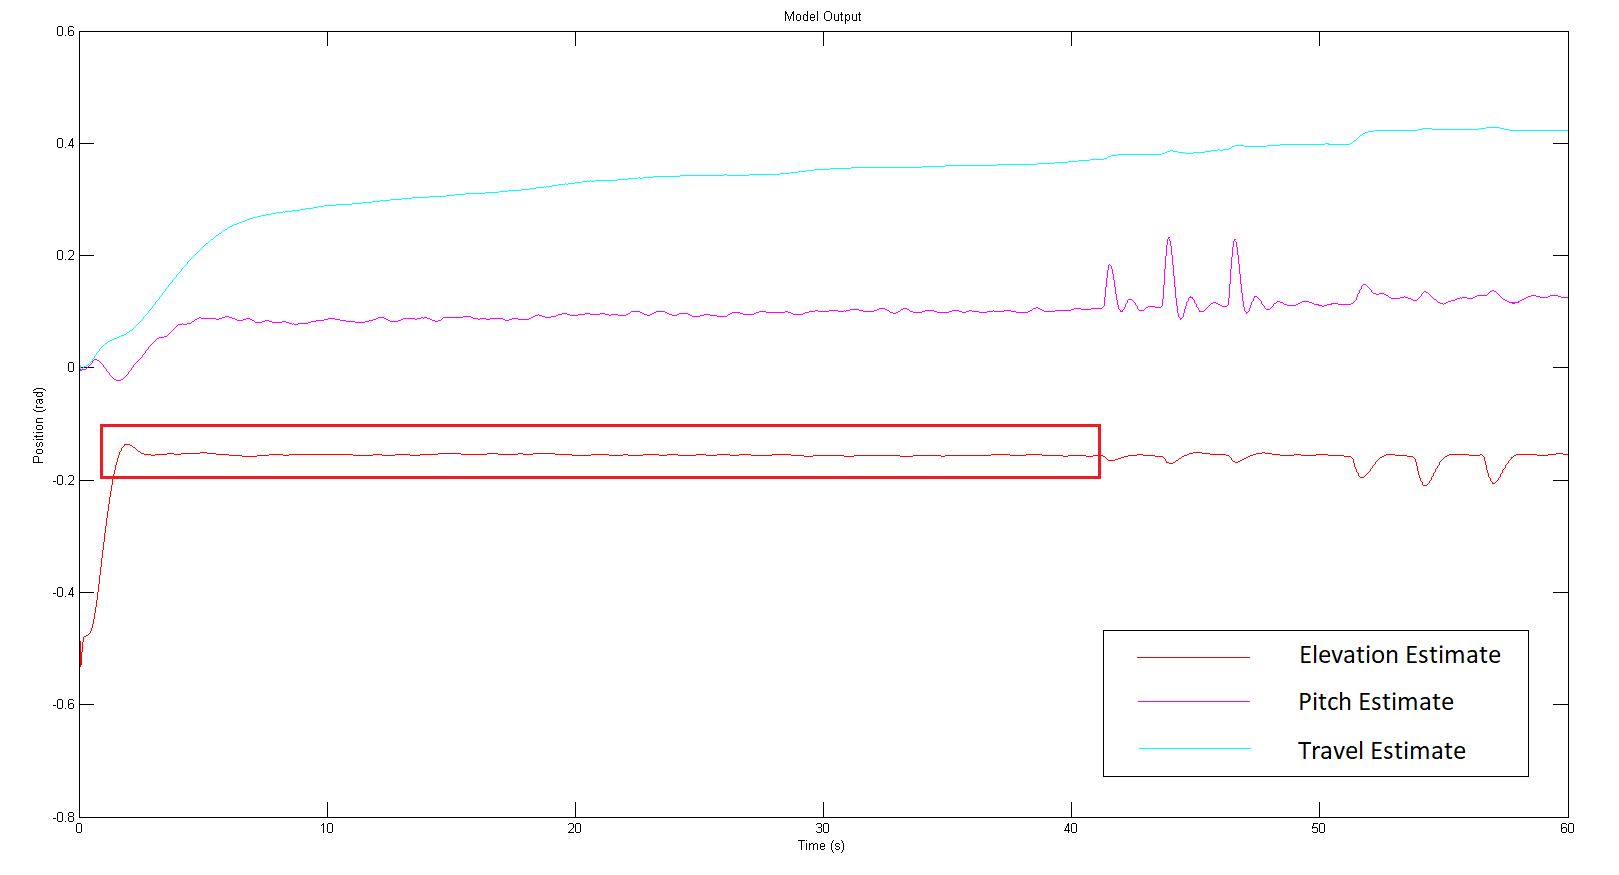 Model Output
0.6
0.4
0.2
0
-0.2
-0.4
-0.6
-0.8
Position (rad)
0 10 20 30 40 50 60
Time (s)
Elevation Estimate
Pitch Estimate
Travel Estimate